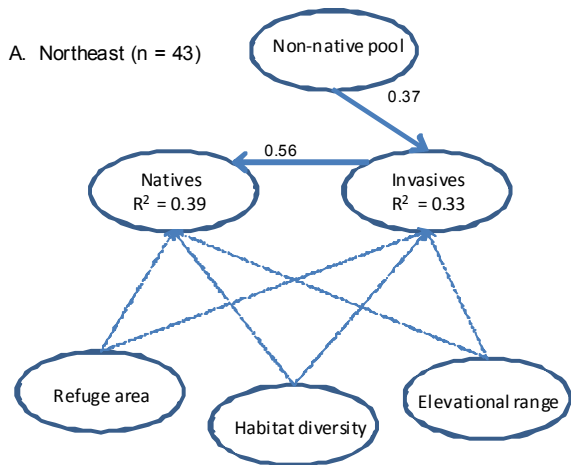 Non-native pool
A. Northeast (n = 43)
0.37
0.56
Natives
R² = 0.39
Invasives
R² = 0.33
Refuge area
Habitat diversity
Elevational range